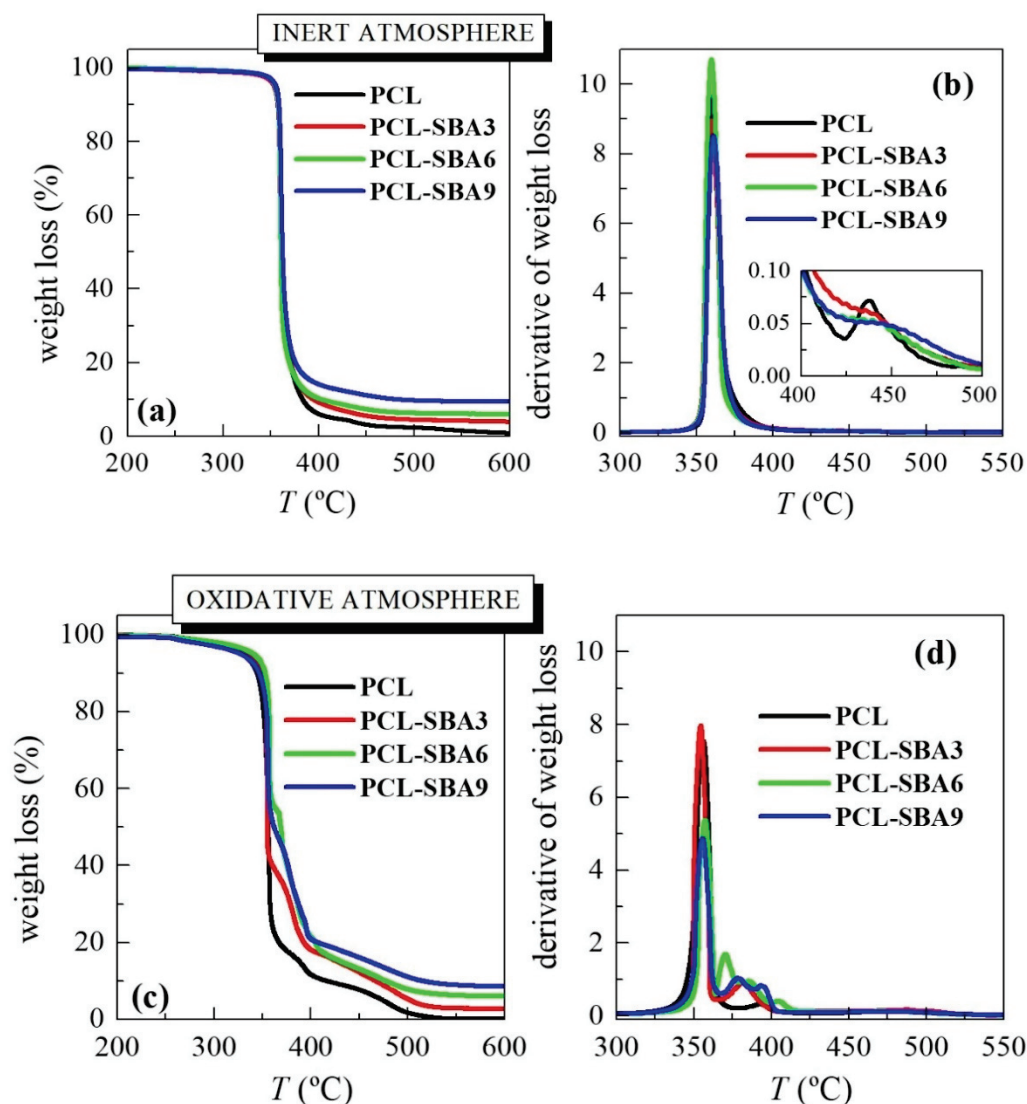 INERT ATMOSPHERE
100
80
60
40
20
0
200
300
400
500
600
weight loss (%)
T (ºC)
PCL
PCL-SBA3
PCL-SBA6
PCL-SBA9
(a)
10
8
6
4
2
0
300
350
400
450
500
550
derivative of weight loss
T (ºC)
(b)
PCL
PCL-SBA3
PCL-SBA6
PCL-SBA9
0.10
0.05
0.00
400
450
500
OXIDATIVE ATMOSPHERE
100
80
60
40
20
0
200
300
400
500
600
weight loss (%)
T (ºC)
PCL
PCL-SBA3
PCL-SBA6
PCL-SBA9
(c)
10
8
6
4
2
0
300
350
400
450
500
550
derivative of weight loss
T (ºC)
(d)
PCL
PCL-SBA3
PCL-SBA6
PCL-SBA9